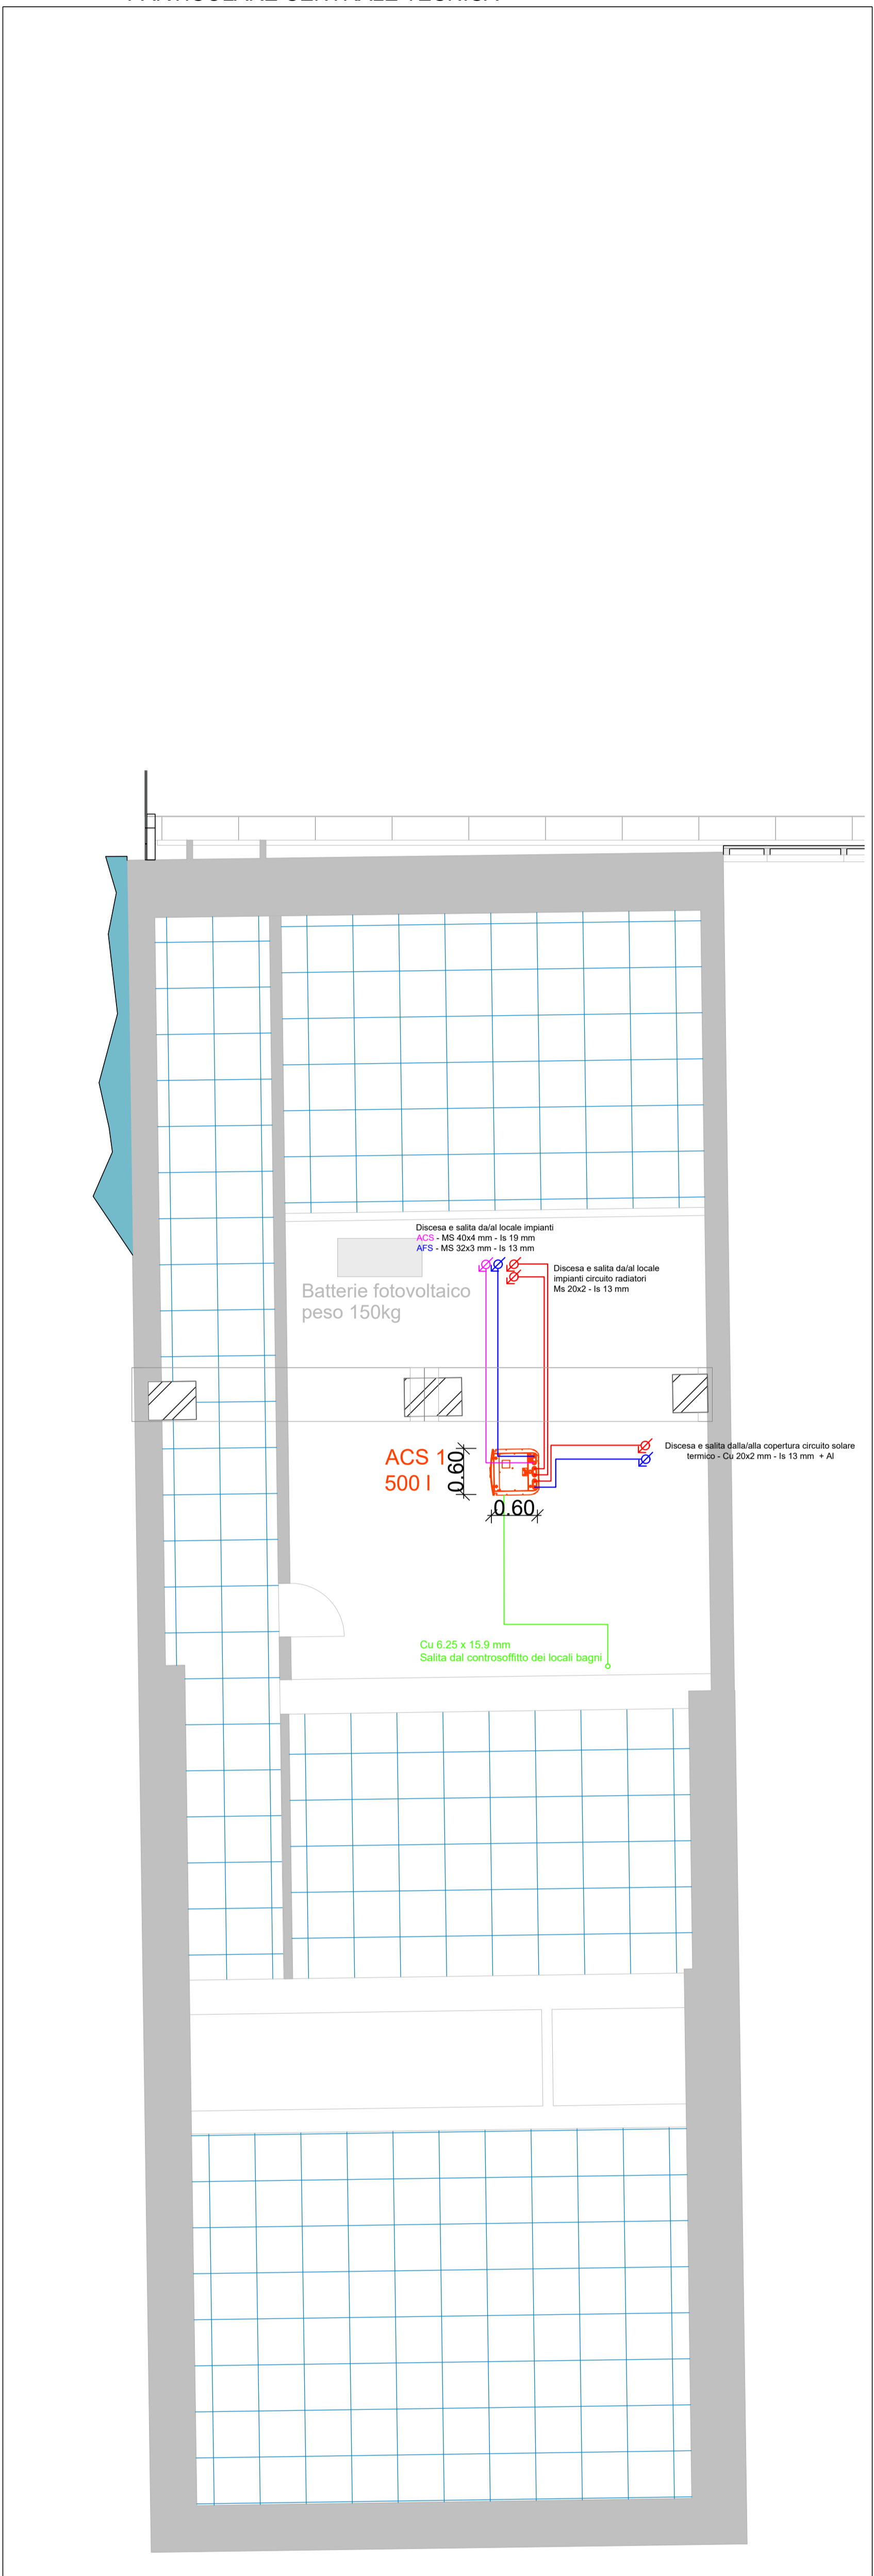 PARTICOLARE CENTRALE TECNICA
Discesa e salita da/al locale impianti
ACS - MS 40x4 mm - Is 19 mm
AFS - MS 32x3 mm - Is 13 mm
Discesa e salita da/al locale
impianti circuito radiatori
Ms 20x2 - Is 13 mm
Batterie fotovoltaico
peso 150kg
Discesa e salita dalla/alla copertura circuito solare
termico - Cu 20x2 mm - Is 13 mm + Al
ACS 1
500 l
0.60
0.60
Cu 6.25 x 15.9 mm
Salita dal controsoffitto dei locali bagni